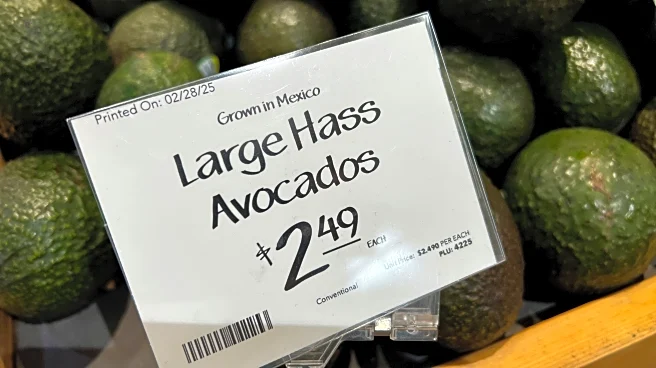 Printed On: 02/28/25
Grown in Mexico
Large Hass
Avocados
$2.49 EACH
Unit Price: $2.490 PER EACH
PLU: 4225
Conventional